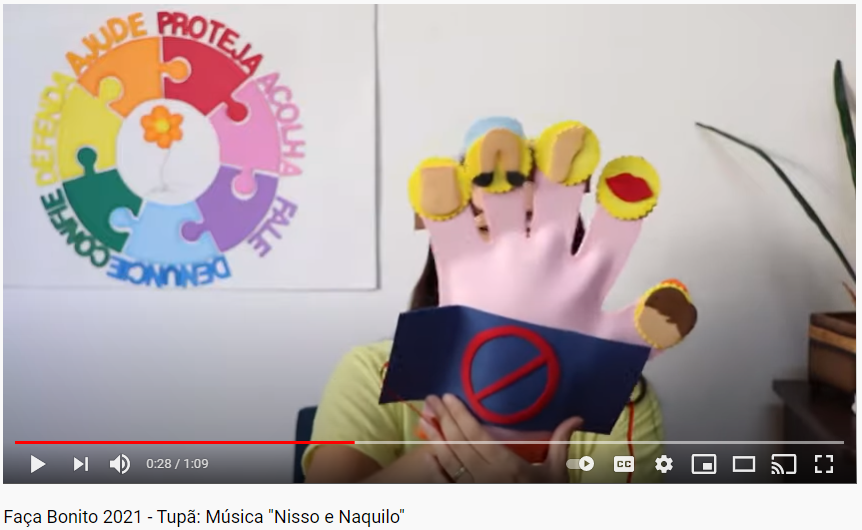 AJUDE
PROTEJA
ACOLHA
FALE
DENUNCIE
CONFIE
DEFENDA
0:28 / 1:09
CC
Faça Bonito 2021 - Tupã: Música "Nisso e Naquilo"